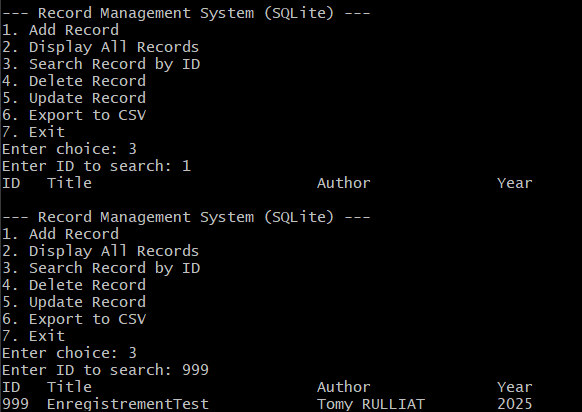 --- Record Management System (SQLite) ---
1. Add Record
2. Display All Records
3. Search Record by ID
4. Delete Record
5. Update Record
6. Export to CSV
7. Exit
Enter choice: 3
Enter ID to search: 1
ID   Title                         Author              Year

--- Record Management System (SQLite) ---
1. Add Record
2. Display All Records
3. Search Record by ID
4. Delete Record
5. Update Record
6. Export to CSV
7. Exit
Enter choice: 3
Enter ID to search: 999
ID   Title                         Author              Year
999  EnregistrementTest            Tomy RULLIAT        2025